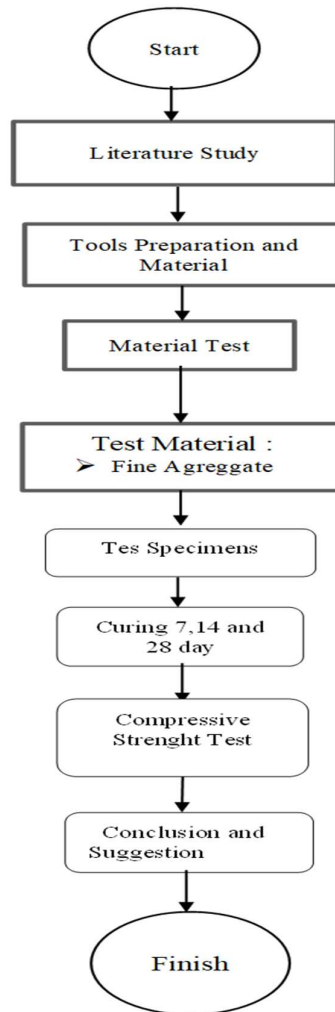 Start
Literature Study
Tools Preparation and
Material
Material Test
Test Material :
➢ Fine Agreggate
Tes Specimens
Curing 7,14 and
28 day
Compressive
Strenght Test
Conclusion and
Suggestion
Finish